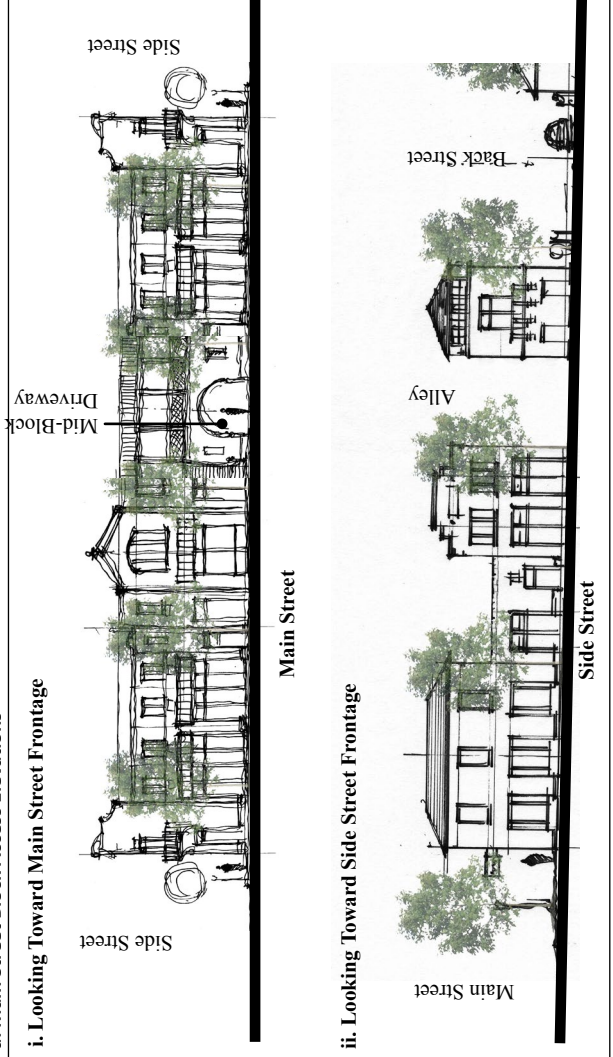 i. Looking Toward Main Street Frontage
Side Street
Mid-Block
Driveway
Side Street
Main Street
ii. Looking Toward Side Street Frontage
Main Street
Alley
Back Street
Side Street